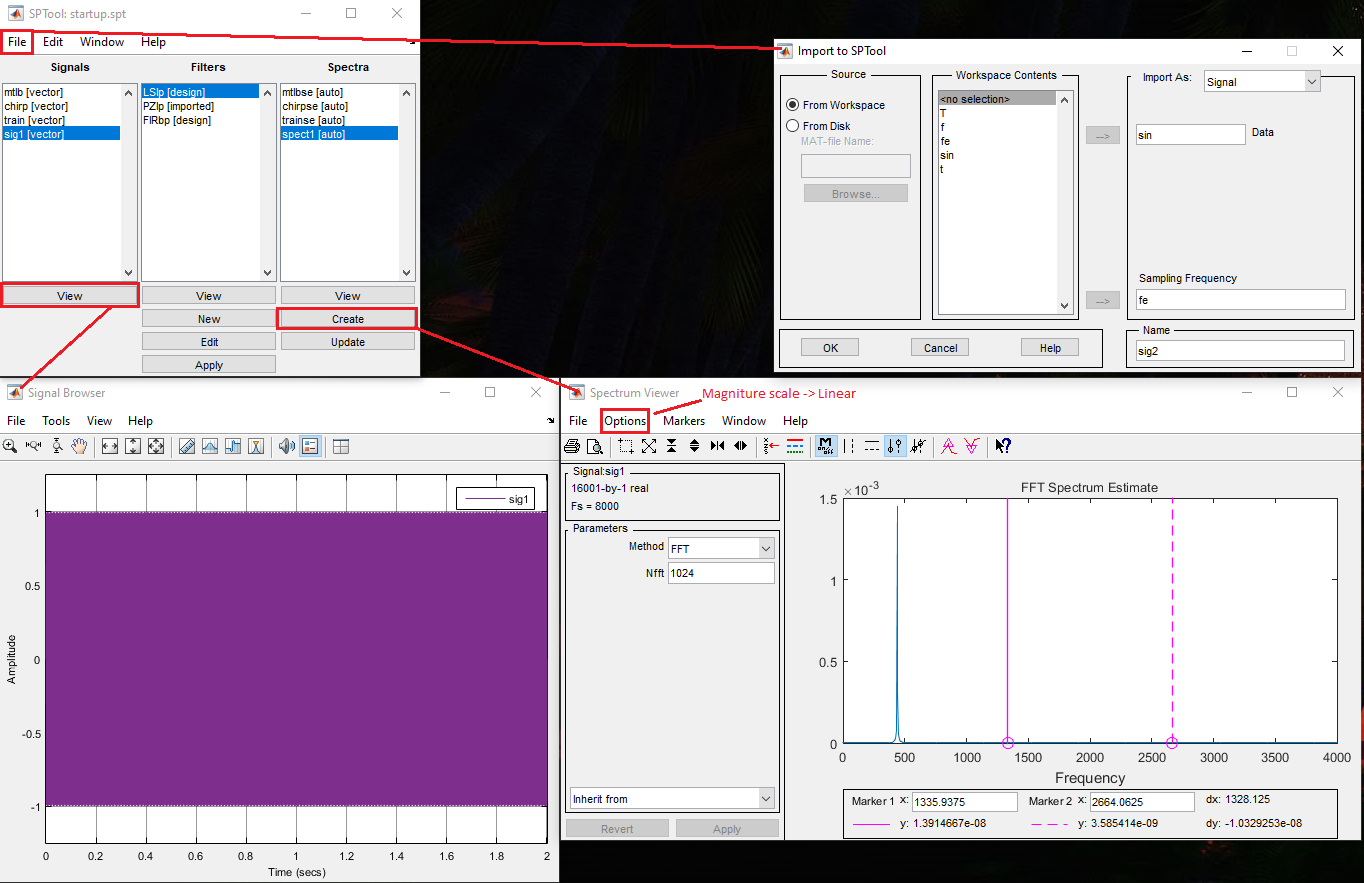 SPTool: startup.spt
File Edit Window Help
Signals Filters Spectra
mtlb [vector]
chirp [vector]
train [vector]
sig1 [vector]
LSlp [design]
PZlp [imported]
FIRbp [design]
mtlbse [auto]
chirpse [auto]
trainse [auto]
spect1 [auto]
View View View
New Create
Edit Update
Apply
Import to SPTool
Source
From Workspace
From Disk
MAT-file Name:
Browse...
Workspace Contents
<no selection>
T
f
fe
sin
t
-->
-->
Import As: Signal
sin Data
Sampling Frequency
fe
Name
sig2
OK Cancel Help
Signal Browser
File Tools View Help
sig1
Amplitude
1
0.5
0
-0.5
-1
0 0.2 0.4 0.6 0.8 1 1.2 1.4 1.6 1.8 2
Time (secs)
Spectrum Viewer
Magniture scale -> Linear
File Options Markers Window Help
Signal:sig1
16001-by-1 real
Fs = 8000
Parameters
Method FFT
Nfft 1024
Inherit from
Revert Apply
FFT Spectrum Estimate
×10-3
1.5
1
0.5
0
0 500 1000 1500 2000 2500 3000 3500 4000
Frequency
Marker 1 x: 1335.9375 Marker 2 x: 2664.0625 dx: 1328.125
y: 1.3914667e-08 y: 3.585414e-09 dy: -1.0329253e-08